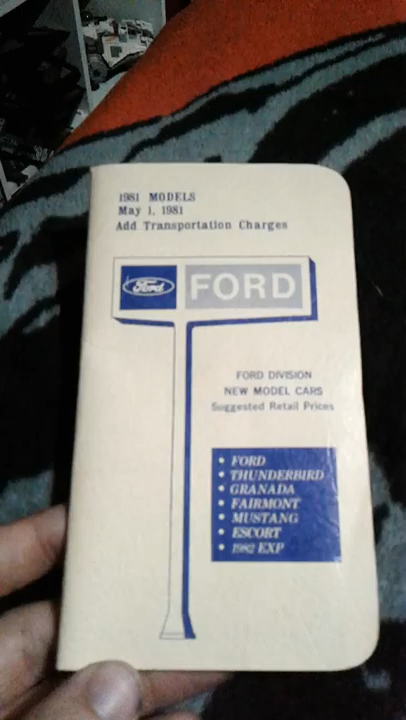 1981 MODELS
May 1, 1981
Add Transportation Charges
Ford FORD
FORD DIVISION
NEW MODEL CARS
Suggested Retail Prices
• FORD
• THUNDERBIRD
• GRANADA
• FAIRMONT
• MUSTANG
• ESCORT
• 1982 EXP